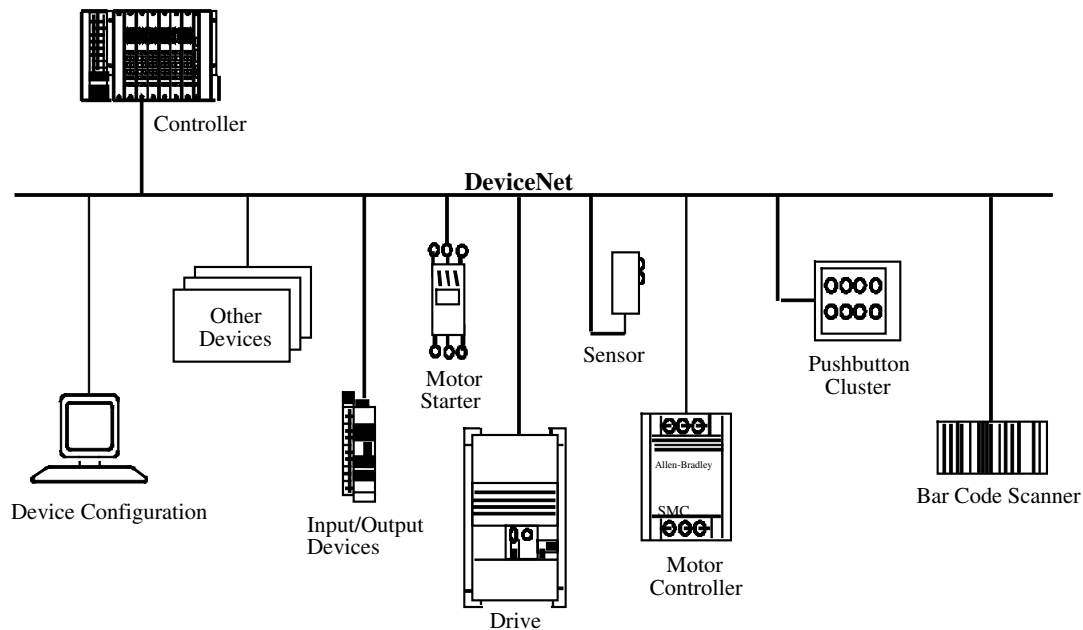 Controller
DeviceNet
Other
Devices
Motor
Starter
Sensor
Pushbutton
Cluster
Device Configuration
Input/Output
Devices
Drive
Allen-Bradley
SMC
Motor
Controller
Bar Code Scanner